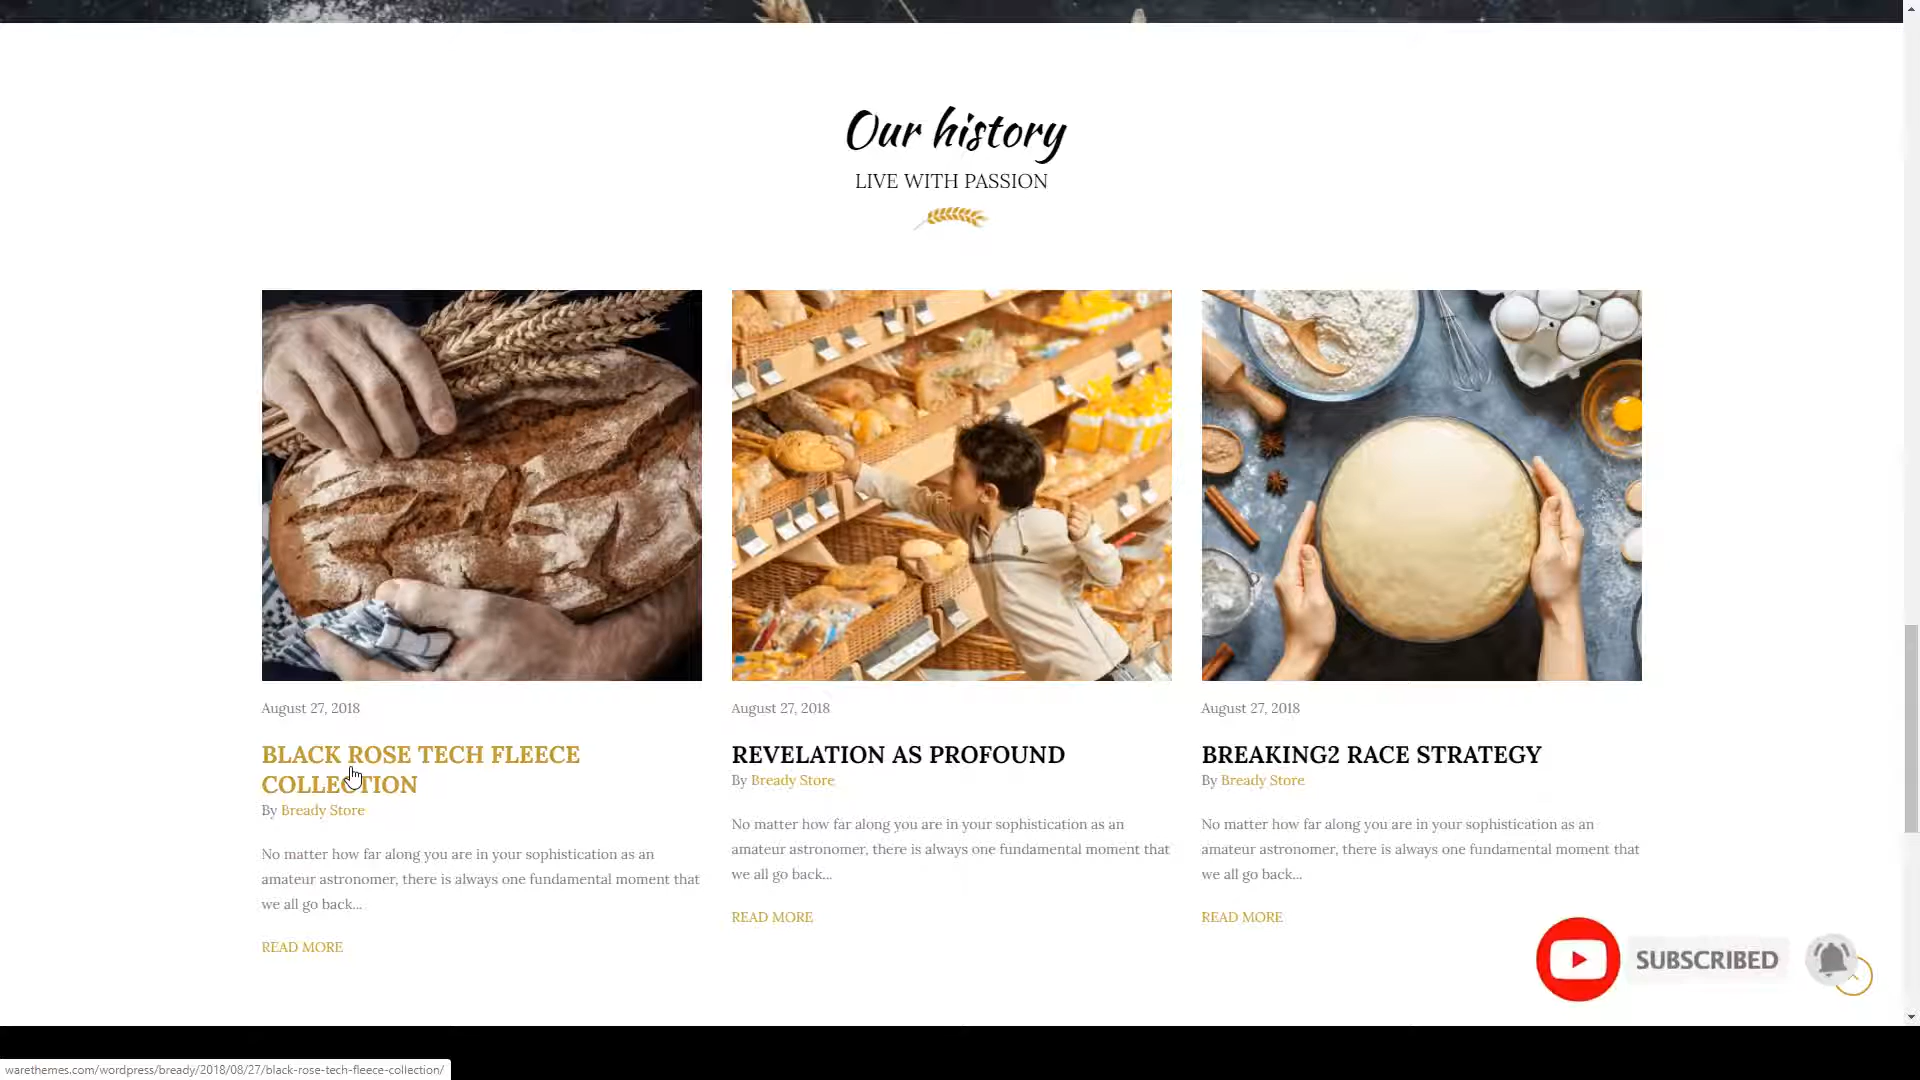 Our history
LIVE WITH PASSION
August 27, 2018
BLACK ROSE TECH FLEECE
COLLECTION
By Bready Store
No matter how far along you are in your sophistication as an
amateur astronomer, there is always one fundamental moment that
we all go back...
READ MORE
August 27, 2018
REVELATION AS PROFOUND
By Bready Store
No matter how far along you are in your sophistication as an
amateur astronomer, there is always one fundamental moment that
we all go back...
READ MORE
August 27, 2018
BREAKING2 RACE STRATEGY
By Bready Store
No matter how far along you are in your sophistication as an
amateur astronomer, there is always one fundamental moment that
we all go back...
READ MORE
SUBSCRIBED
warethemes.com/wordpress/bready/2018/08/27/black-rose-tech-fleece-collection/